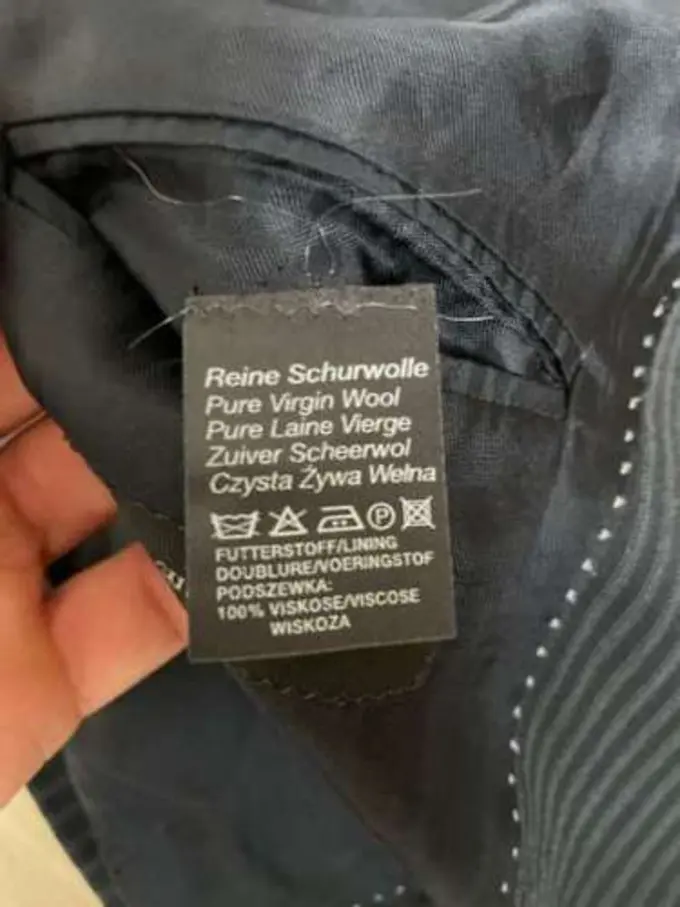 Reine Schurwolle
Pure Virgin Wool
Pure Laine Vierge
Zuiver Scheerwol
Czysta Żywa Wełna
P
FUTTERSTOFF/LINING
DOUBLURE/VOERINGSTOF
PODSZEWKA:
100% VISKOSE/VISCOSE
WISKOZA